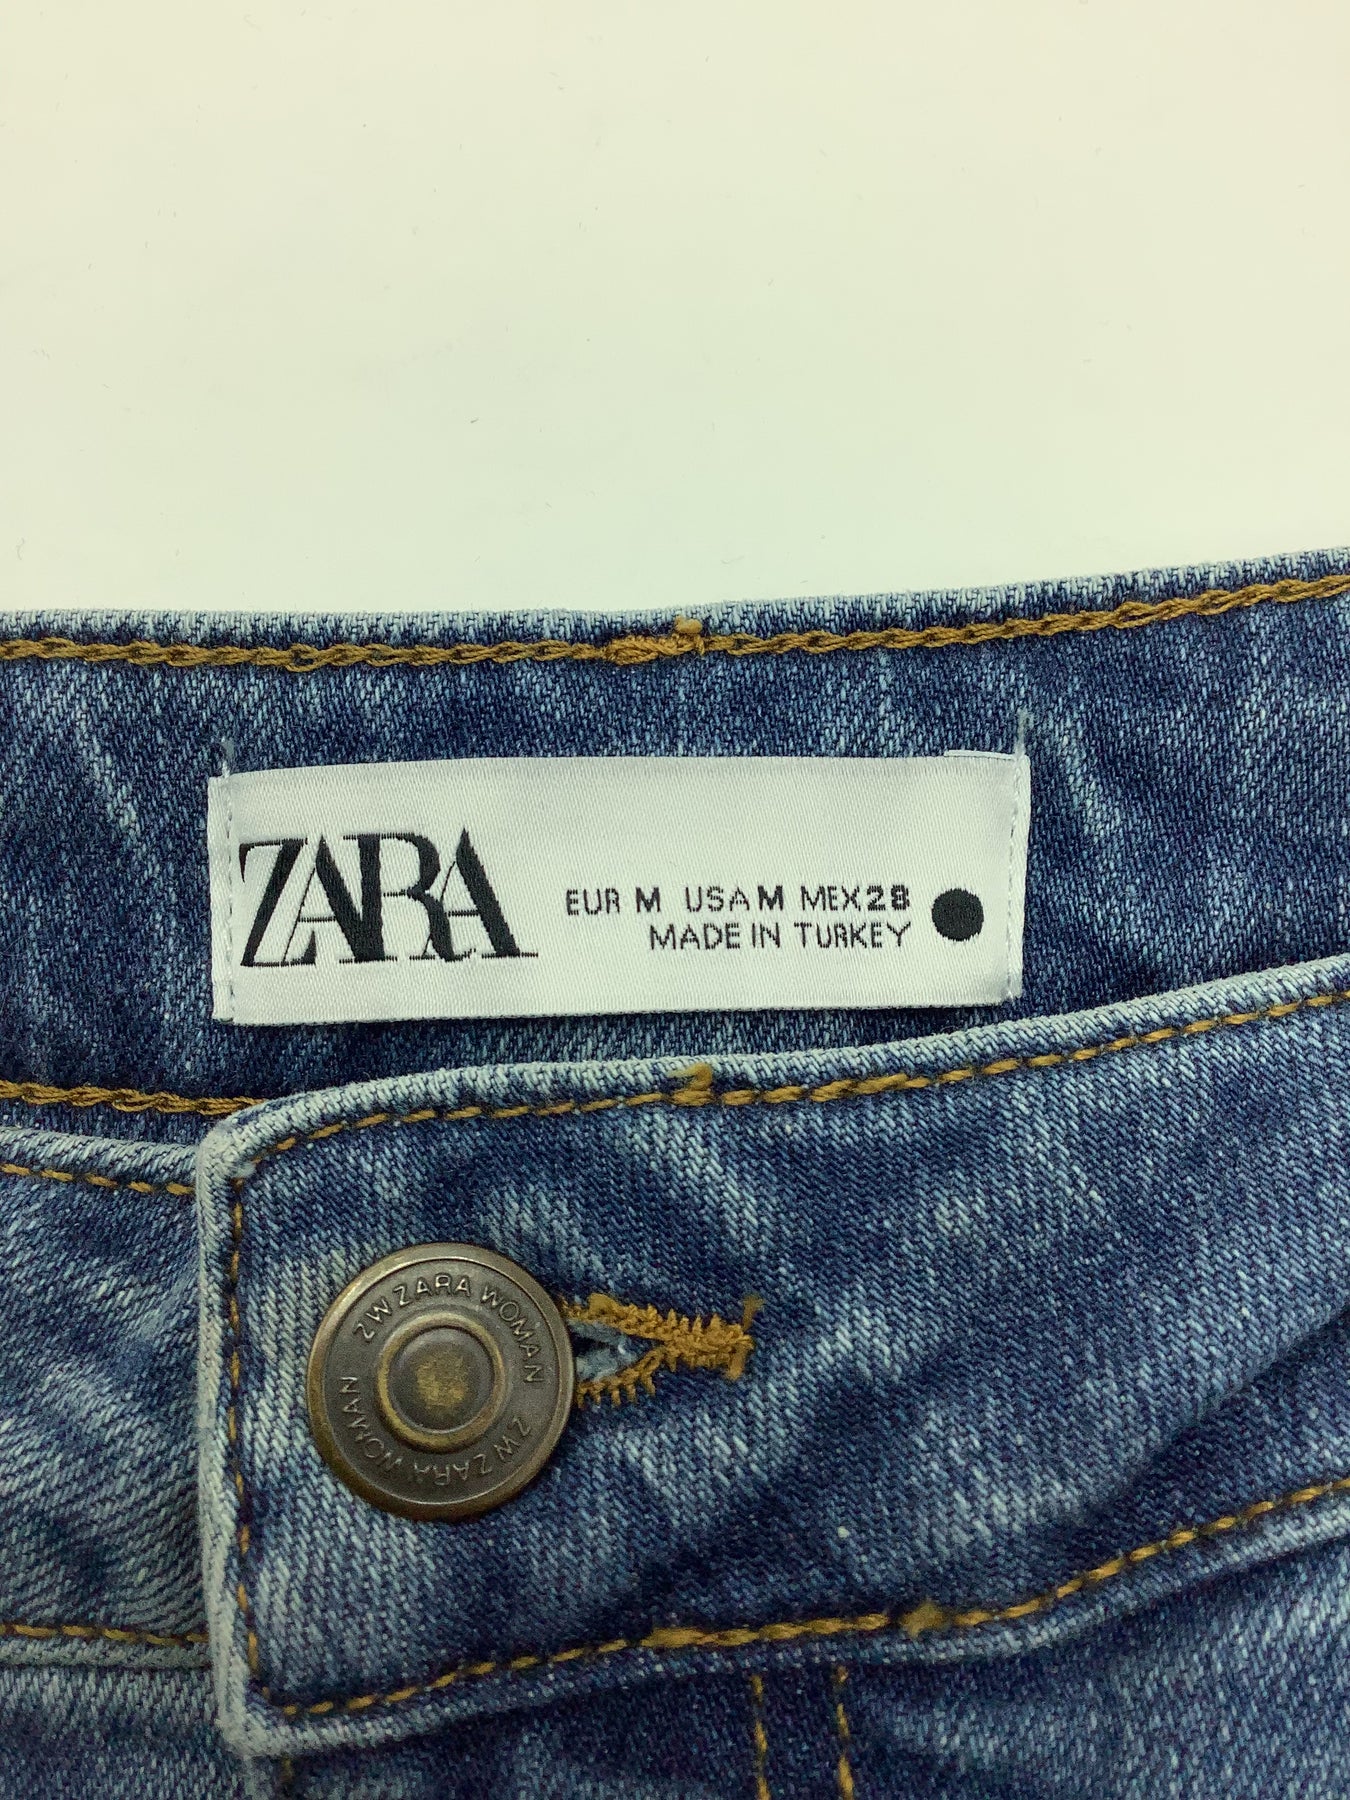 ZARA
EUR M USA M MEX 28
MADE IN TURKEY
ZW ZARA WOMAN
ZW ZARA WOMAN